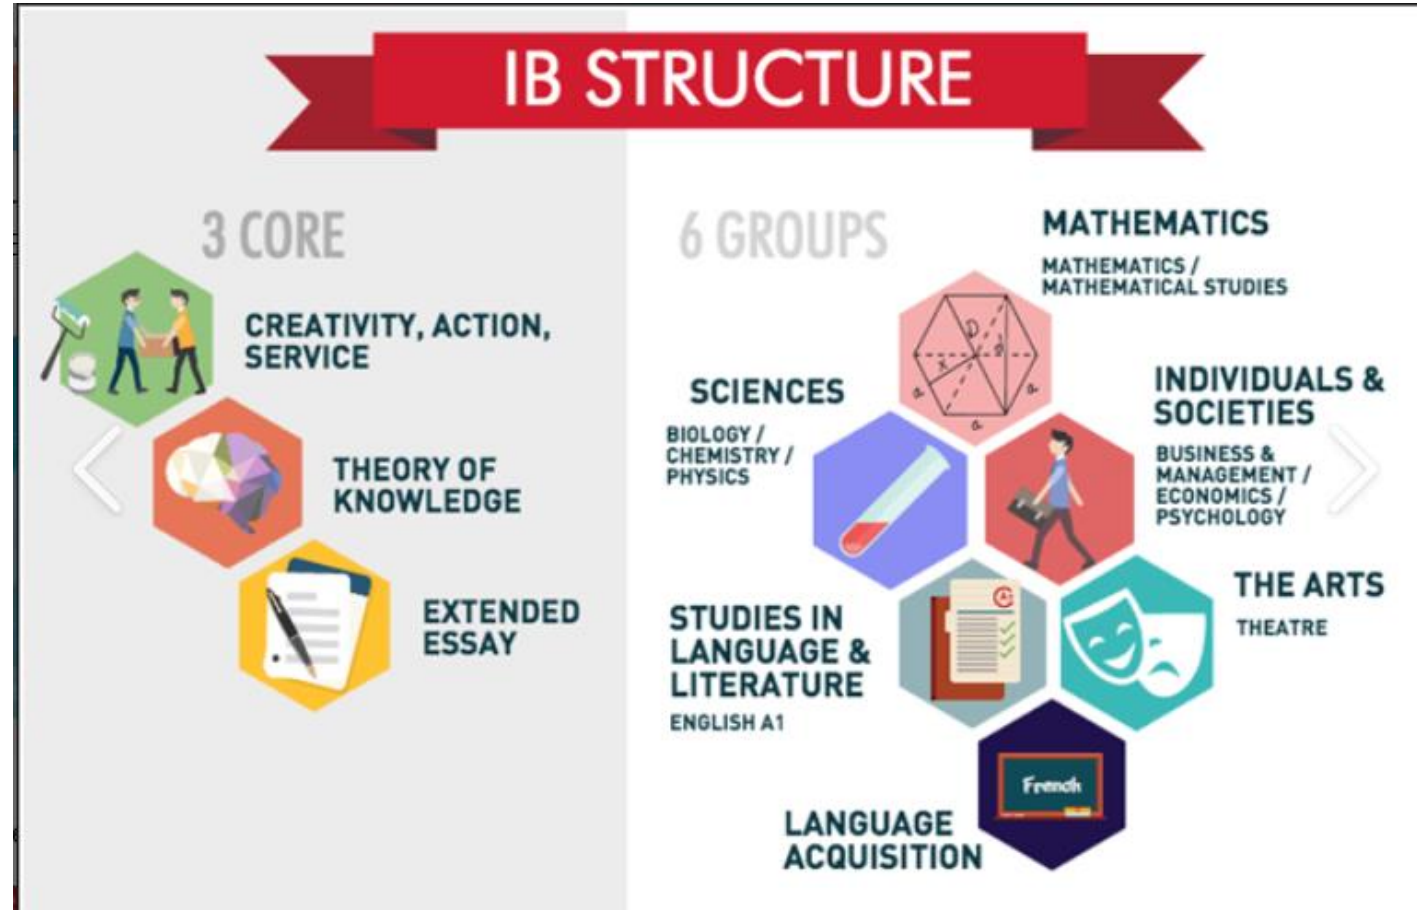 IB STRUCTURE
3 CORE
CREATIVITY, ACTION,
SERVICE
THEORY OF
KNOWLEDGE
EXTENDED
ESSAY
6 GROUPS
MATHEMATICS
MATHEMATICS /
MATHEMATICAL STUDIES
SCIENCES
BIOLOGY /
CHEMISTRY /
PHYSICS
INDIVIDUALS &
SOCIETIES
BUSINESS &
MANAGEMENT /
ECONOMICS /
PSYCHOLOGY
STUDIES IN
LANGUAGE &
LITERATURE
ENGLISH A1
THE ARTS
THEATRE
French
LANGUAGE
ACQUISITION